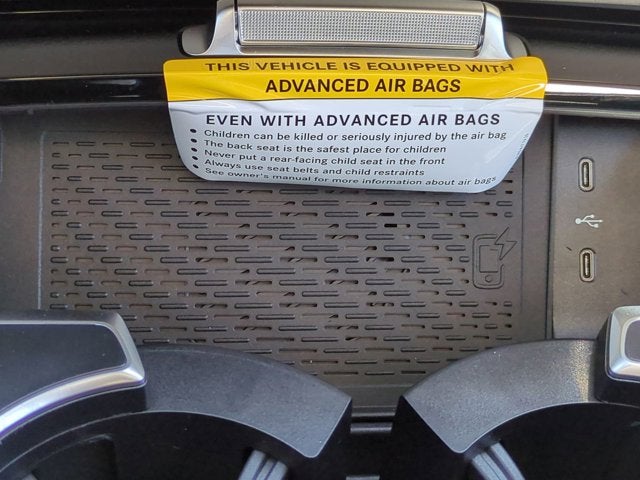 THIS VEHICLE IS EQUIPPED WITH
ADVANCED AIR BAGS
EVEN WITH ADVANCED AIR BAGS
• Children can be killed or seriously injured by the air bag
• The back seat is the safest place for children
• Never put a rear-facing child seat in the front
• Always use seat belts and child restraints
• See owner's manual for more information about air bags